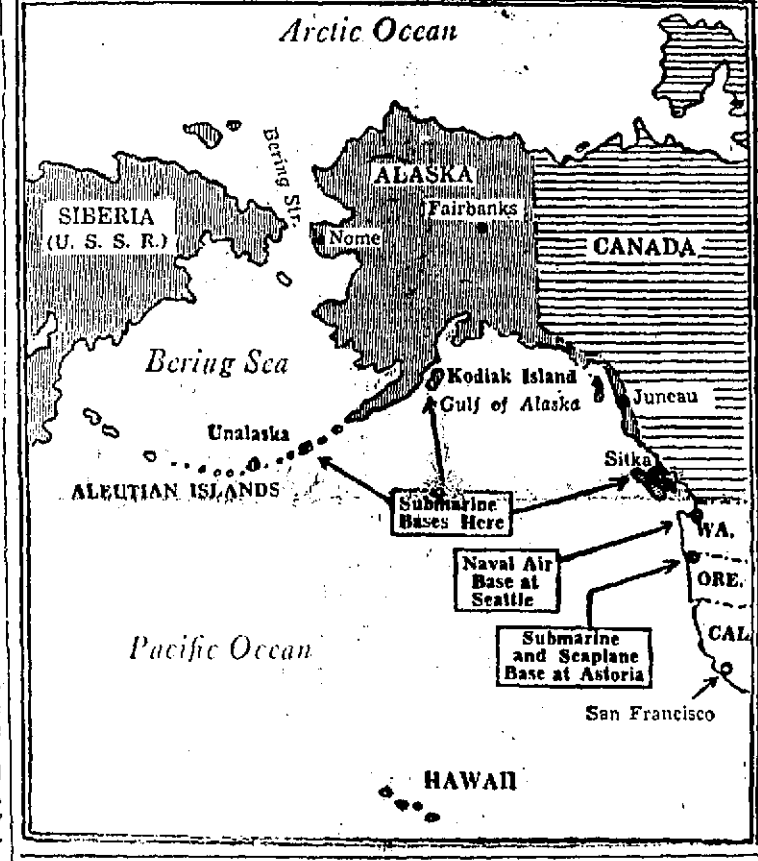 Arctic Ocean
Bering Str.
ALASKA
Fairbanks
SIBERIA
(U. S. S. R.)
Nome
CANADA
Bering Sea
Kodiak Island
Gulf of Alaska
Juneau
Unalaska
Sitka
ALEUTIAN ISLANDS
Submarine
Bases Here
WA.
Naval Air
Base at
Seattle
ORE.
Submarine
and Seaplane
Base at Astoria
CAL
Pacific Ocean
San Francisco
HAWAII